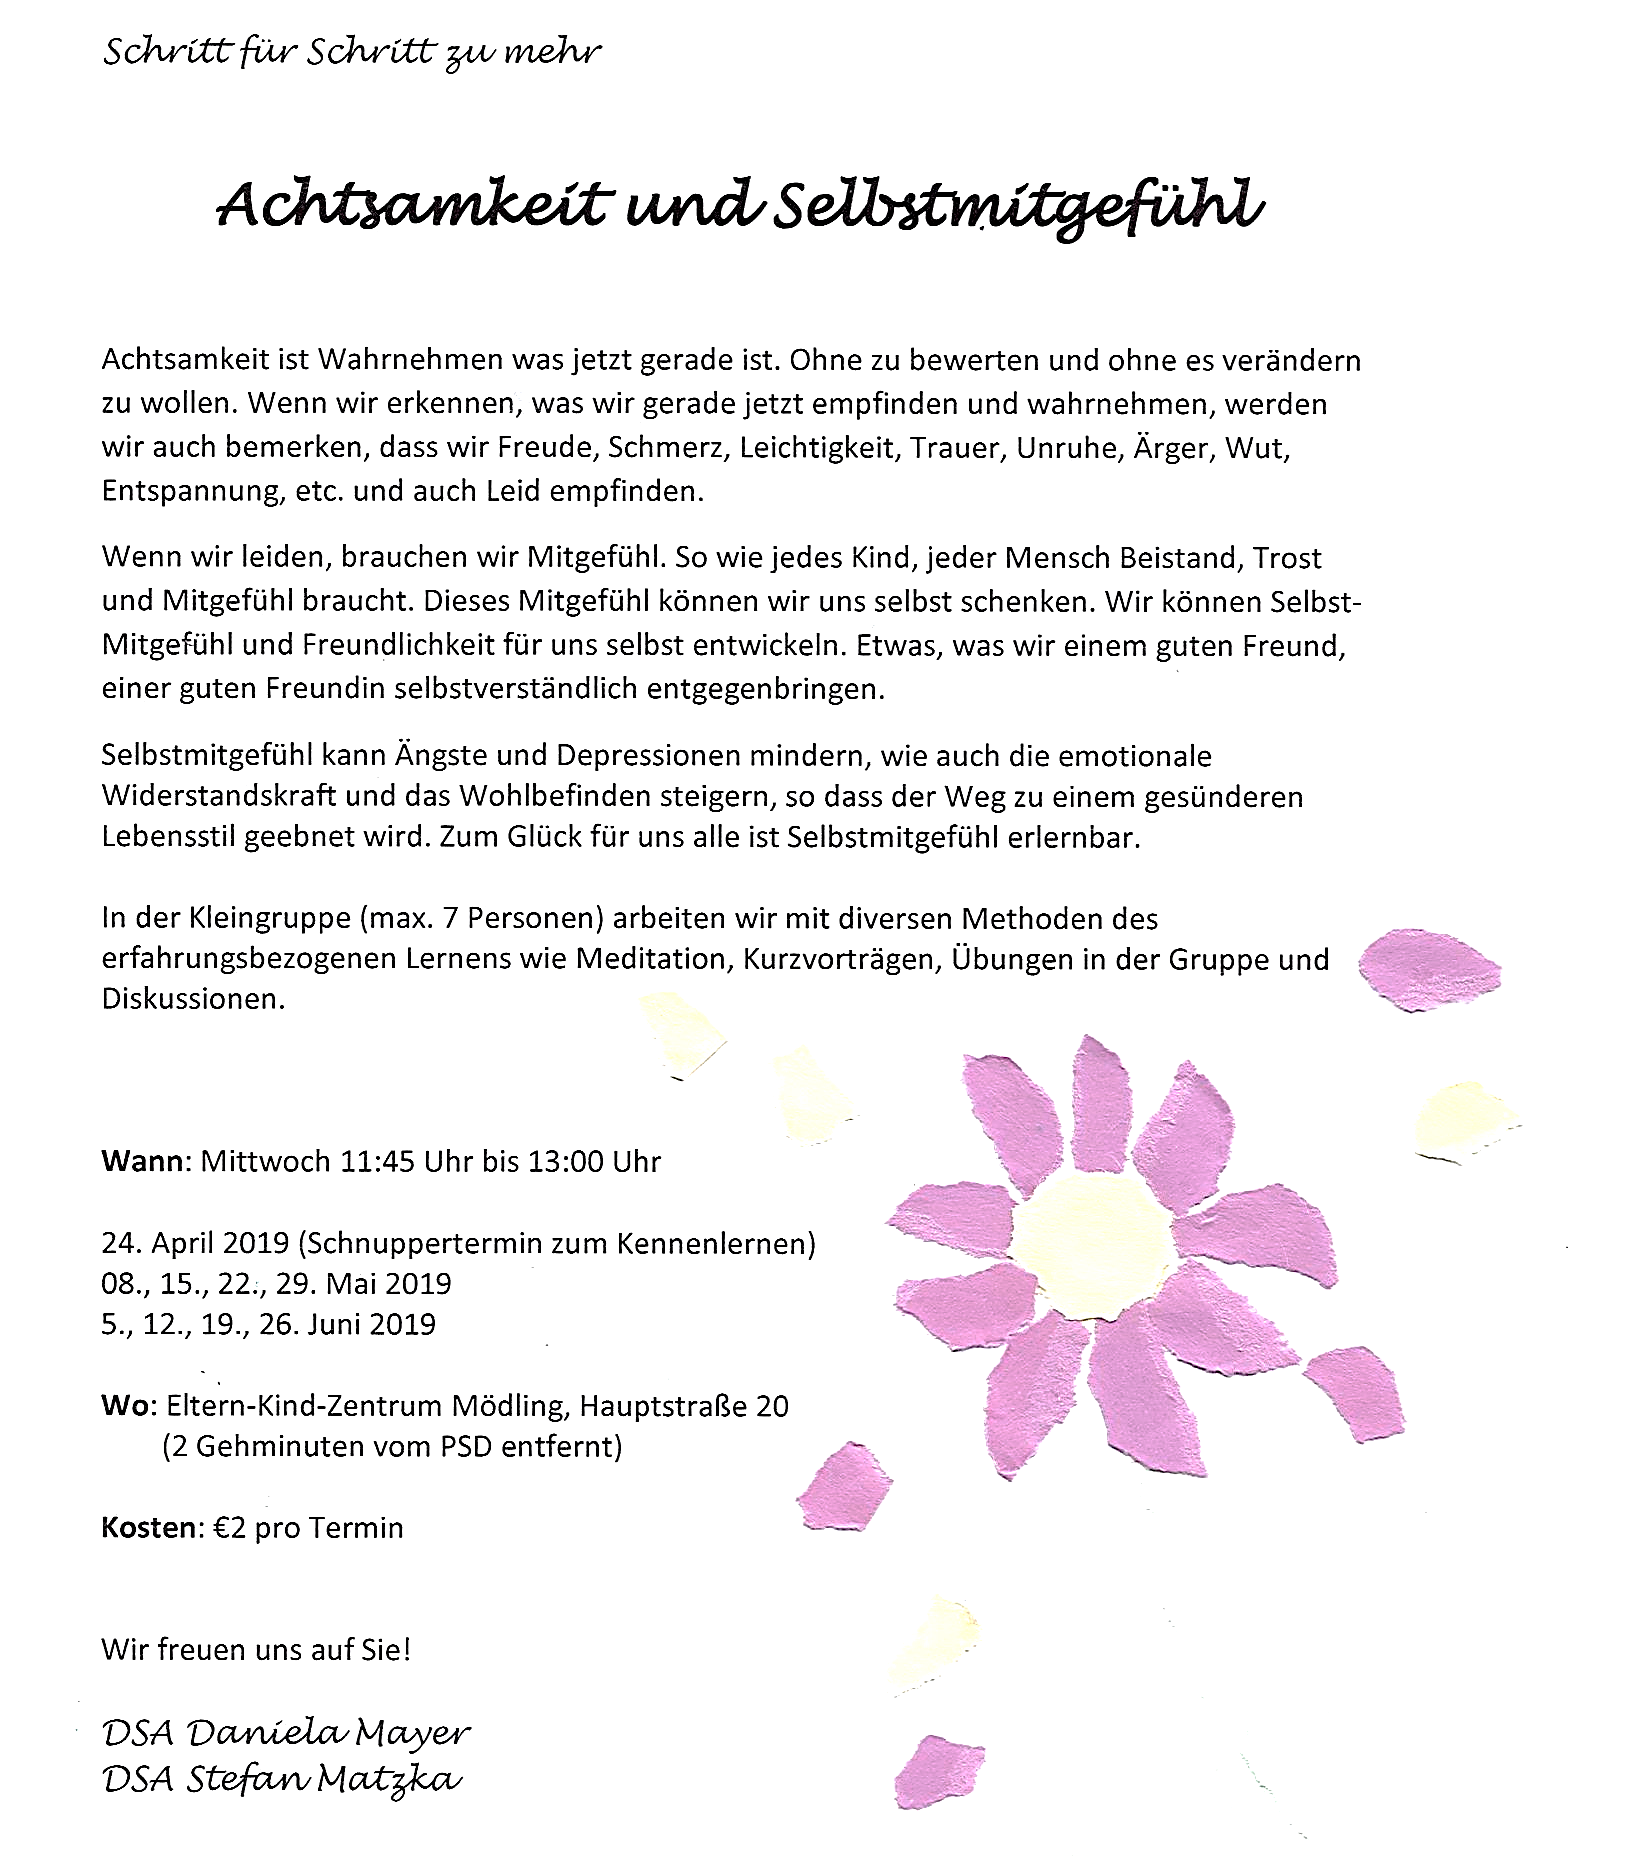 Schritt für Schritt zu mehr
Achtsamkeit und Selbstmitgefühl
Achtsamkeit ist Wahrnehmen was jetzt gerade ist. Ohne zu bewerten und ohne es verändern
zu wollen. Wenn wir erkennen, was wir gerade jetzt empfinden und wahrnehmen, werden
wir auch bemerken, dass wir Freude, Schmerz, Leichtigkeit, Trauer, Unruhe, Ärger, Wut,
Entspannung, etc. und auch Leid empfinden.
Wenn wir leiden, brauchen wir Mitgefühl. So wie jedes Kind, jeder Mensch Beistand, Trost
und Mitgefühl braucht. Dieses Mitgefühl können wir uns selbst schenken. Wir können Selbst-
Mitgefühl und Freundlichkeit für uns selbst entwickeln. Etwas, was wir einem guten Freund,
einer guten Freundin selbstverständlich entgegenbringen.
Selbstmitgefühl kann Ängste und Depressionen mindern, wie auch die emotionale
Widerstandskraft und das Wohlbefinden steigern, so dass der Weg zu einem gesünderen
Lebensstil geebnet wird. Zum Glück für uns alle ist Selbstmitgefühl erlernbar.
In der Kleingruppe (max. 7 Personen) arbeiten wir mit diversen Methoden des
erfahrungsbezogenen Lernens wie Meditation, Kurzvorträgen, Übungen in der Gruppe und
Diskussionen.
Wann: Mittwoch 11:45 Uhr bis 13:00 Uhr
24. April 2019 (Schnuppertermin zum Kennenlernen)
08., 15., 22., 29. Mai 2019
5., 12., 19., 26. Juni 2019
Wo: Eltern-Kind-Zentrum Mödling, Hauptstraße 20
(2 Gehminuten vom PSD entfernt)
Kosten: €2 pro Termin
Wir freuen uns auf Sie!
DSA Daniela Mayer
DSA Stefan Matzka